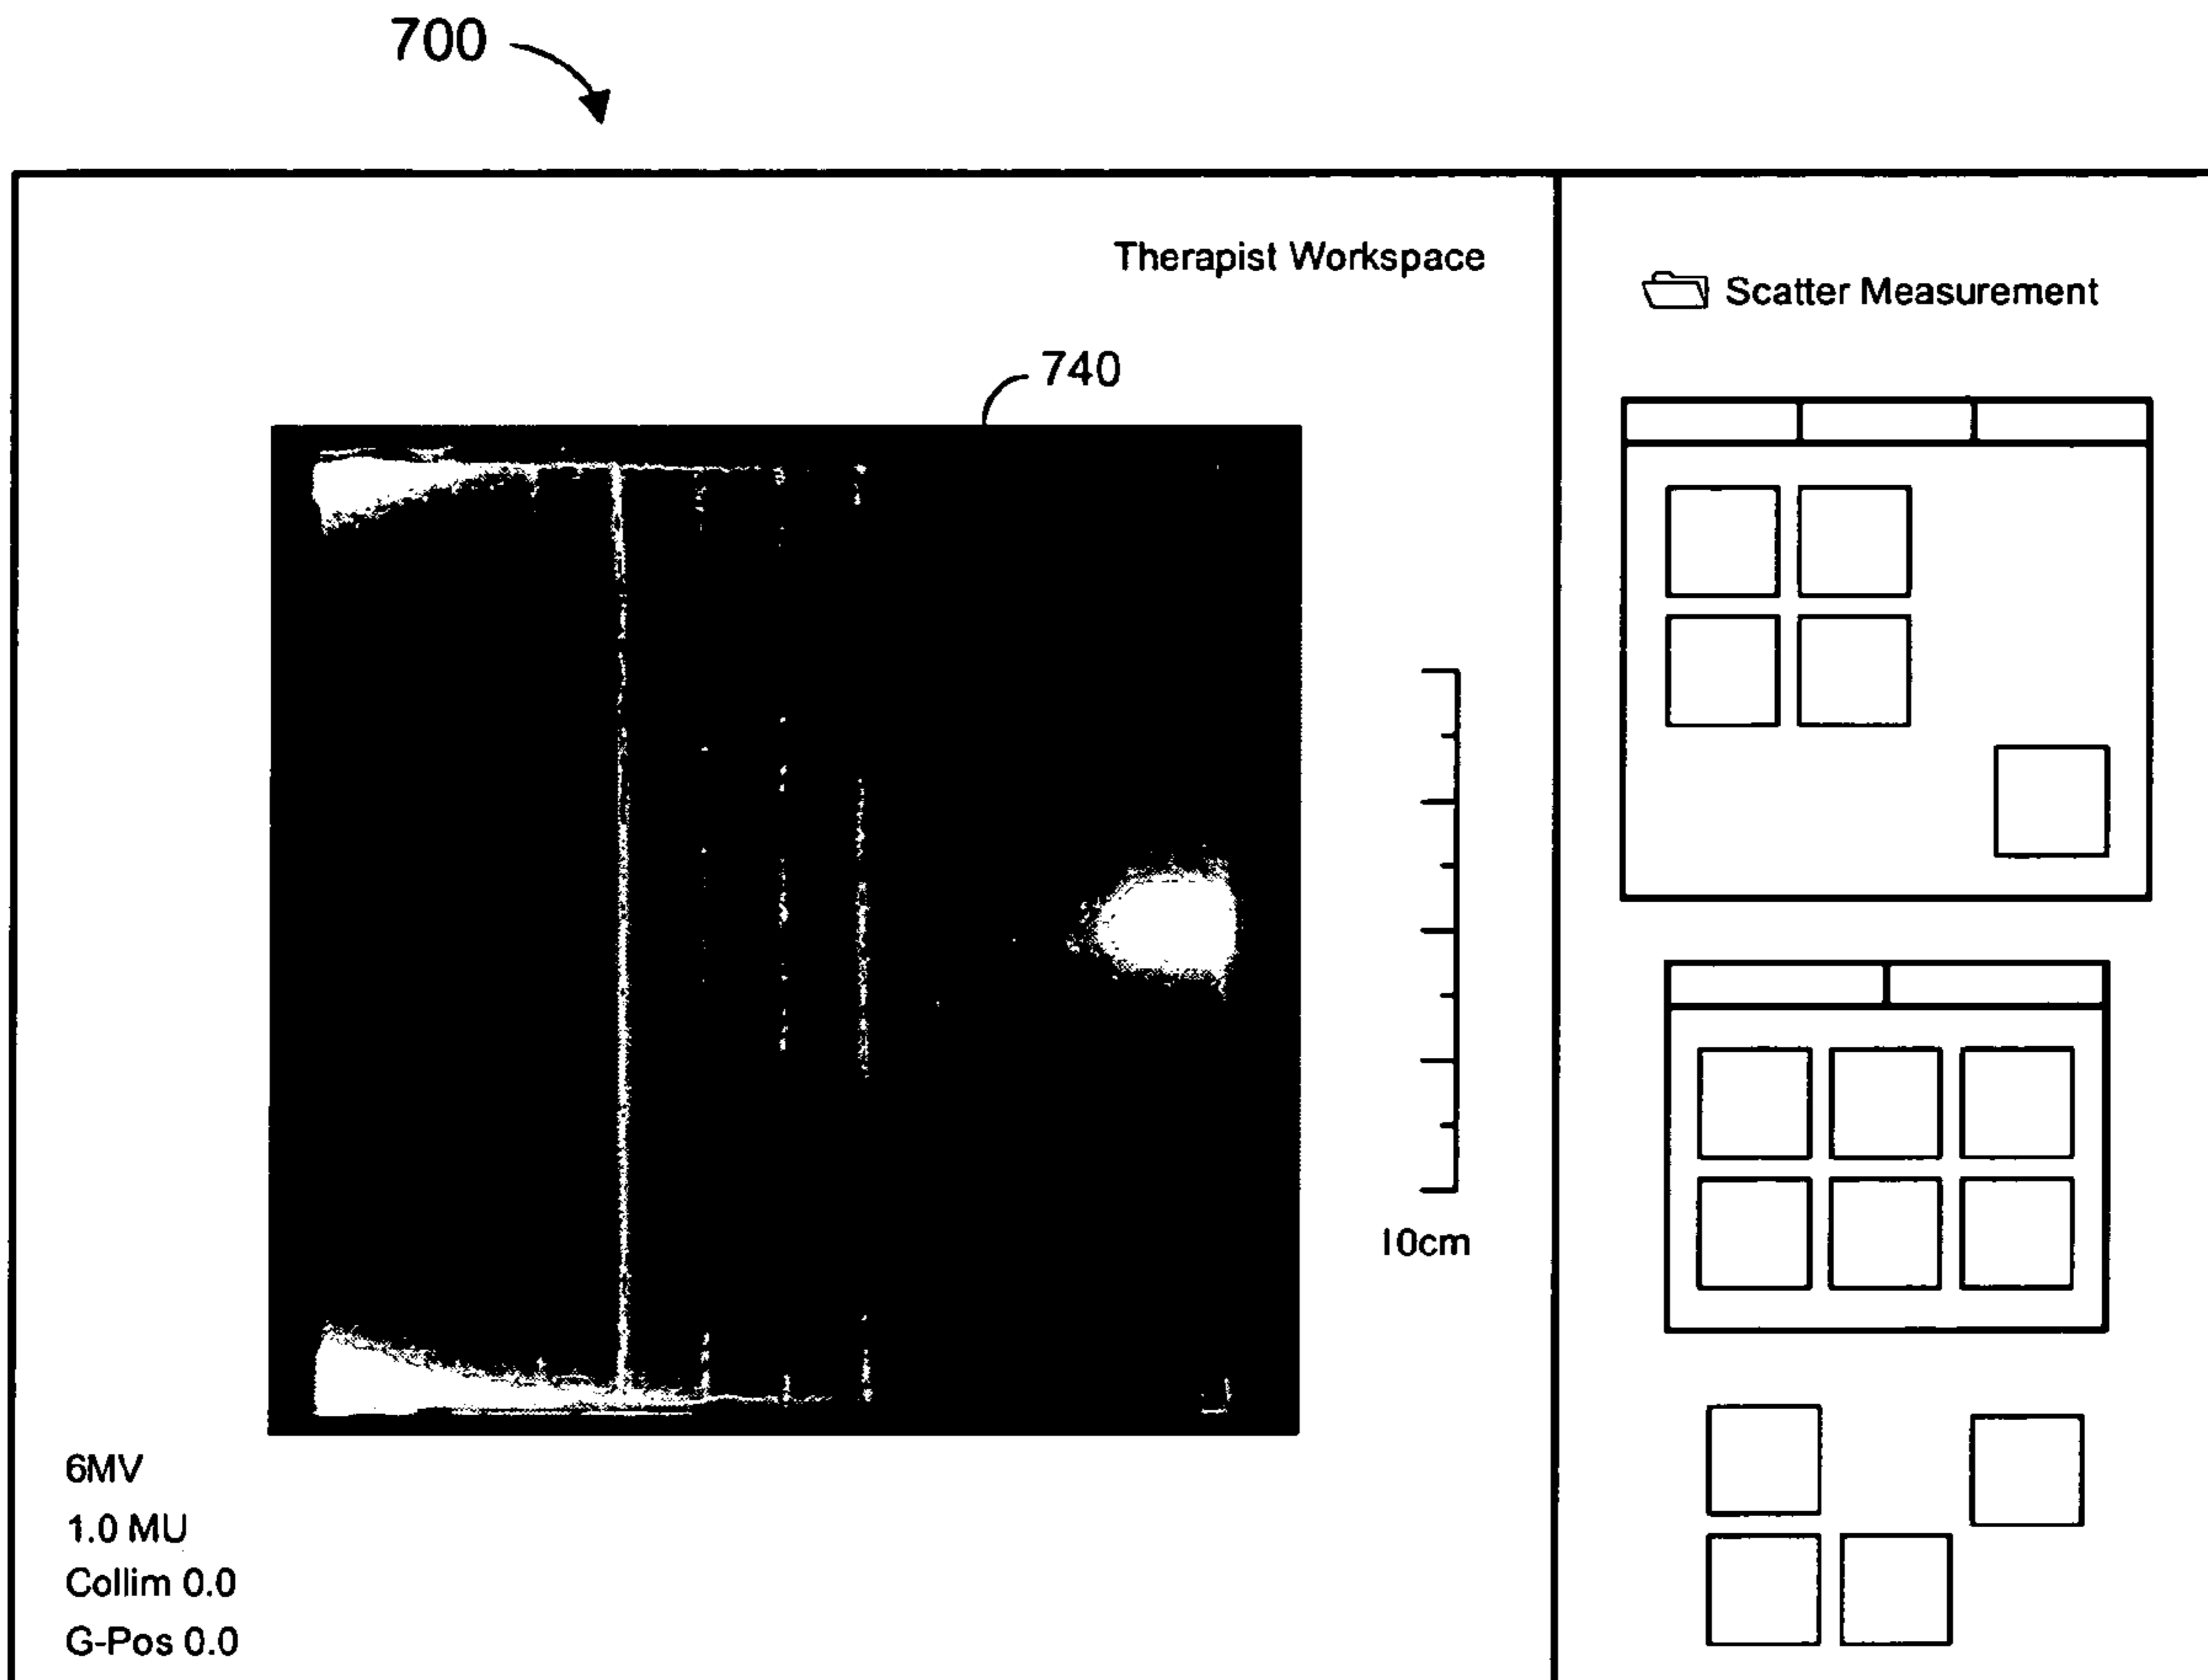 700
Therapist Workspace
Scatter Measurement
740
10cm
6MV
1.0 MU
Collim 0.0
G-Pos 0.0